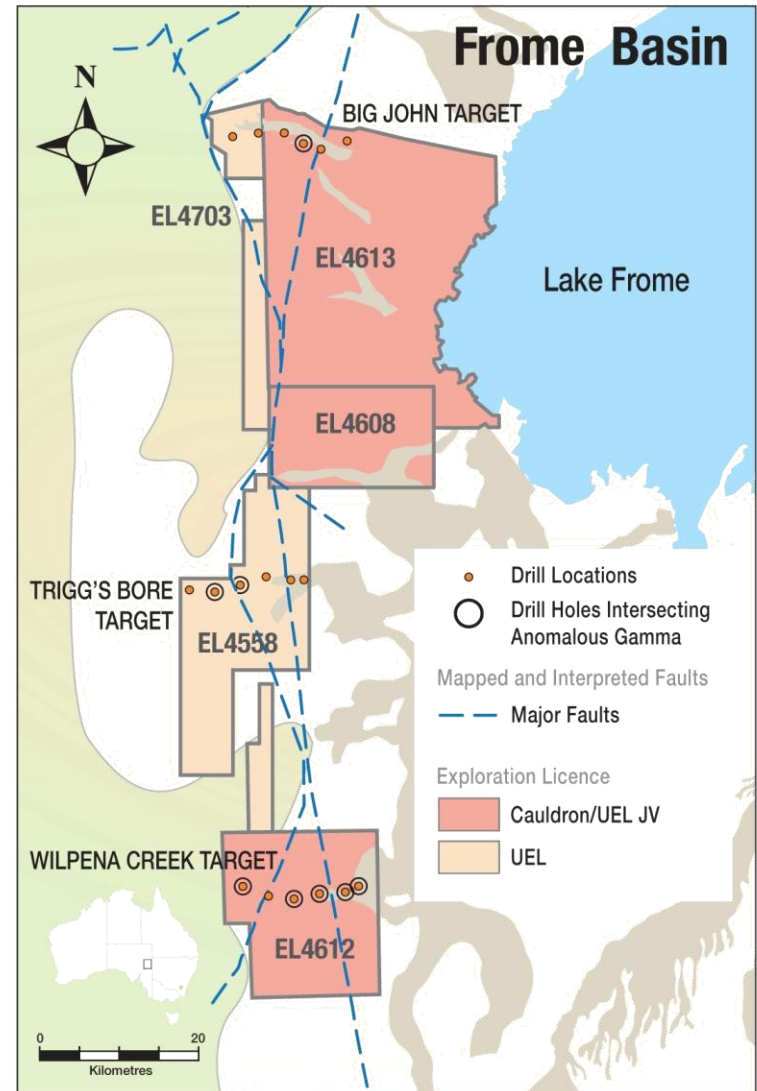 Frome Basin
N
BIG JOHN TARGET
EL4703
EL4613
Lake Frome
EL4608
TRIGG'S BORE
TARGET
EL4558
Drill Locations
Drill Holes Intersecting
Anomalous Gamma
Mapped and Interpreted Faults
Major Faults
Exploration Licence
Cauldron/UEL JV
UEL
WILPENA CREEK TARGET
EL4612
0
20
Kilometres